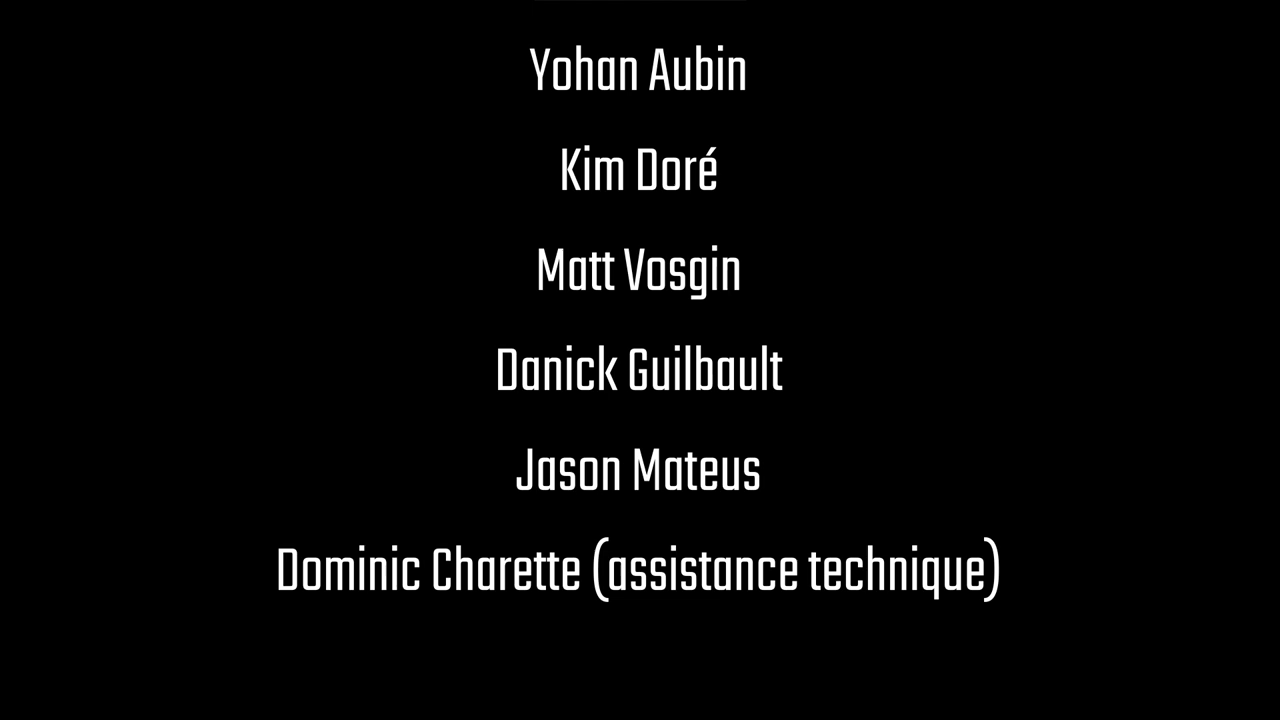 Yohan Aubin
Kim Doré
Matt Vosgin
Danick Guilbault
Jason Mateus
Dominic Charette (assistance technique)